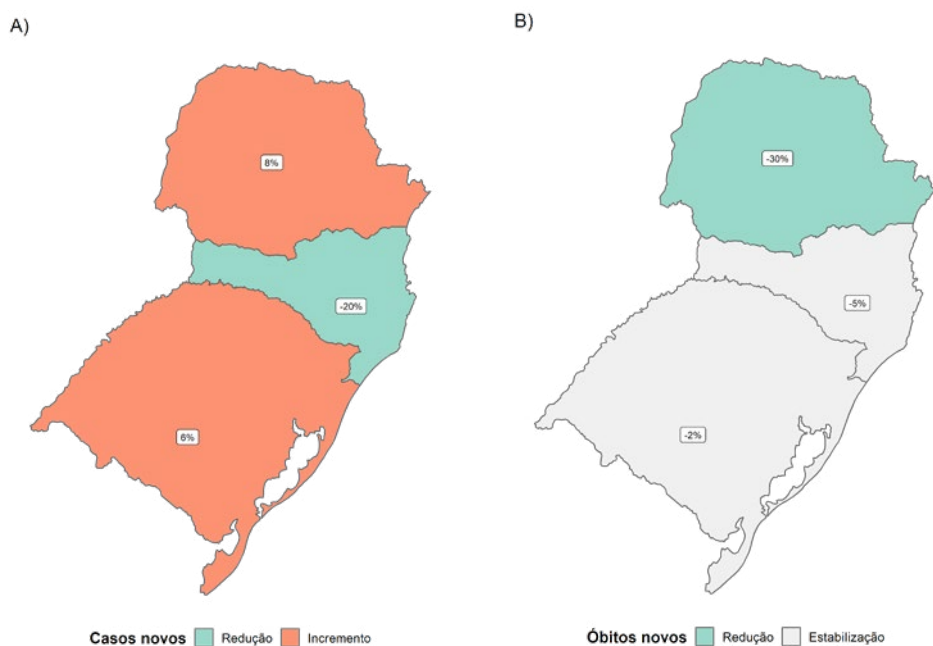 A)
8%
-20%
6%
Casos novos Redução Incremento
B)
-30%
-5%
-2%
Óbitos novos Redução Estabilização